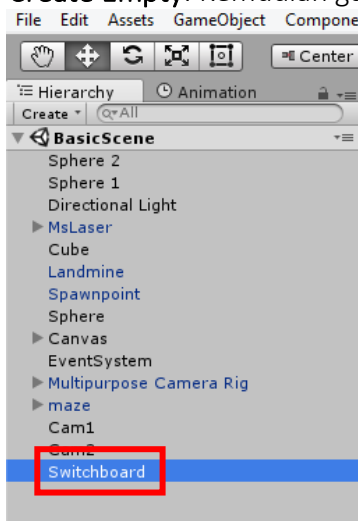 File Edit Assets GameObject
Center
Hierarchy Animation
Create All
BasicScene
Sphere 2
Sphere 1
Directional Light
MsLaser
Cube
Landmine
Spawnpoint
Sphere
Canvas
EventSystem
Multipurpose Camera Rig
maze
Cam1
Cam2
Switchboard